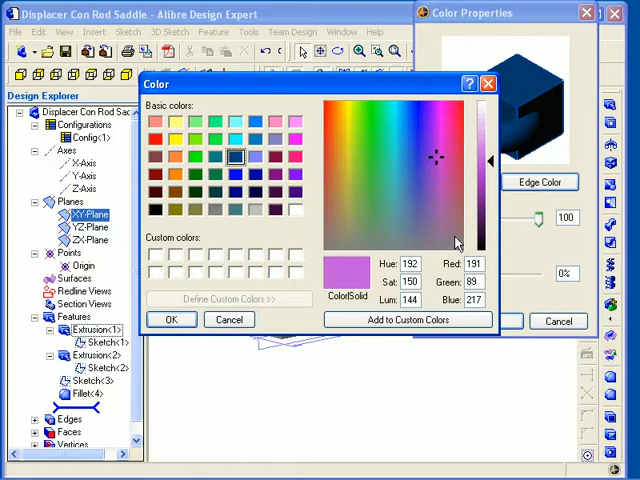 Displacer Con Rod Saddle - Alibre Design Expert
Color Properties
File Edit View Insert Sketch 3D Sketch Feature Tools Team Design Window Help
Color
Design Explorer
Displacer Con Rod Sadd
Configurations
Config<1>
Axes
X-Axis
Y-Axis
Z-Axis
Planes
XY-Plane
YZ-Plane
ZX-Plane
Points
Origin
Surfaces
Redline Views
Section Views
Features
Extrusion<1>
Sketch<1>
Extrusion<2>
Sketch<2>
Sketch<3>
Fillet<4>
Edges
Faces
Vertices
Basic colors:
Custom colors:
Define Custom Colors >>
OK
Cancel
Color|Solid
Hue: 192
Sat: 150
Lum: 144
Red: 191
Green: 89
Blue: 217
Add to Custom Colors
Edge Color
100
0%
Cancel